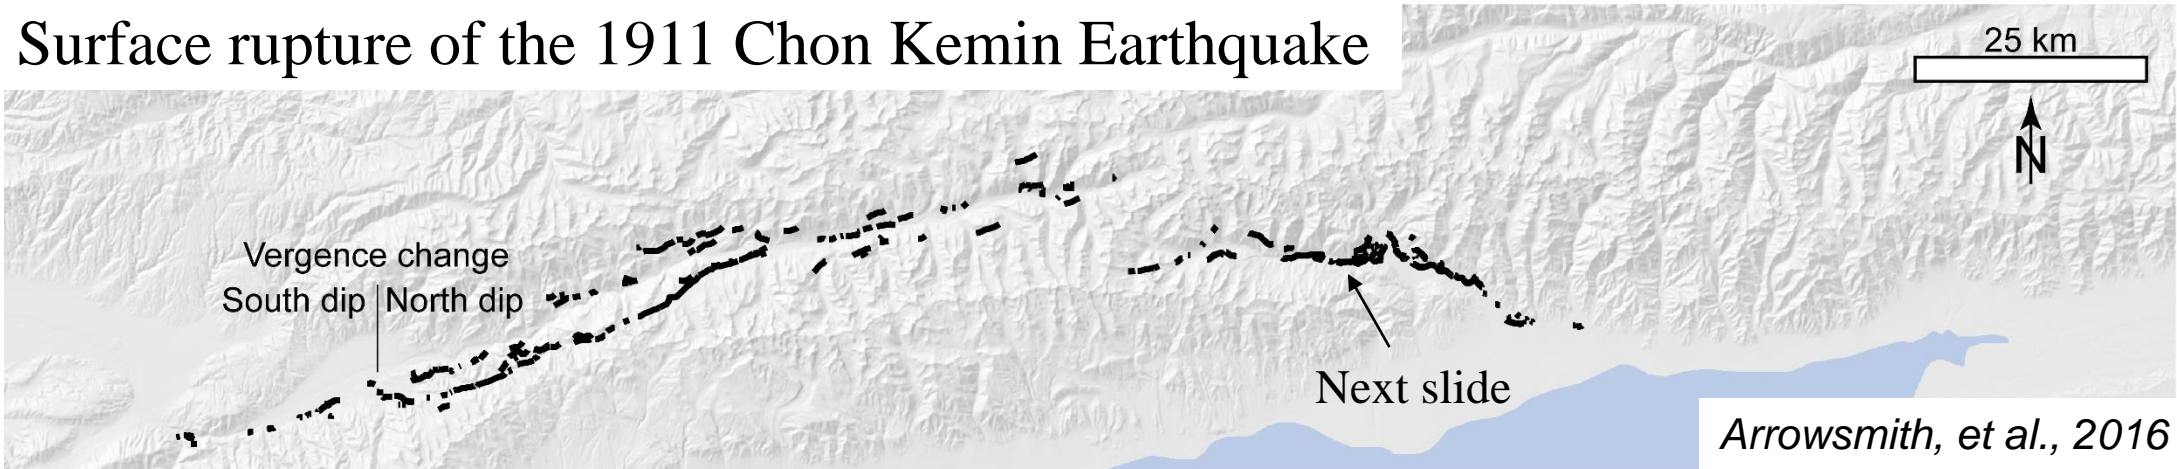 Surface rupture of the 1911 Chon Kemin Earthquake
25 km
N
Vergence change
South dip North dip
Next slide
Arrowsmith, et al., 2016